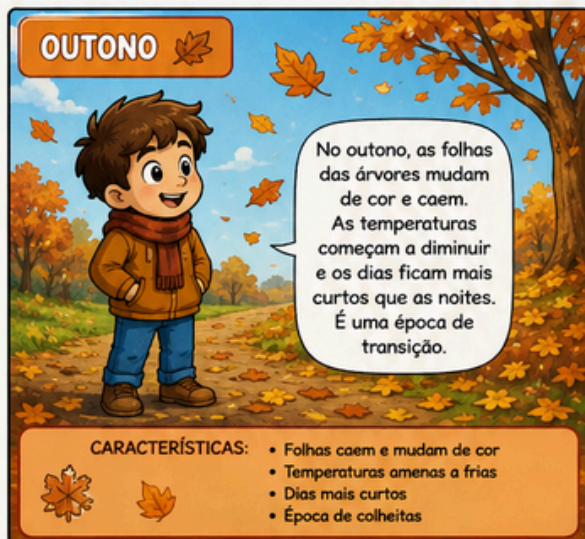 OUTONO
No outono, as folhas
das árvores mudam
de cor e caem.
As temperaturas
começam a diminuir
e os dias ficam mais
curtos que as noites.
É uma época de
transição.
CARACTERÍSTICAS:
• Folhas caem e mudam de cor
• Temperaturas amenas a frias
• Dias mais curtos
• Época de colheitas